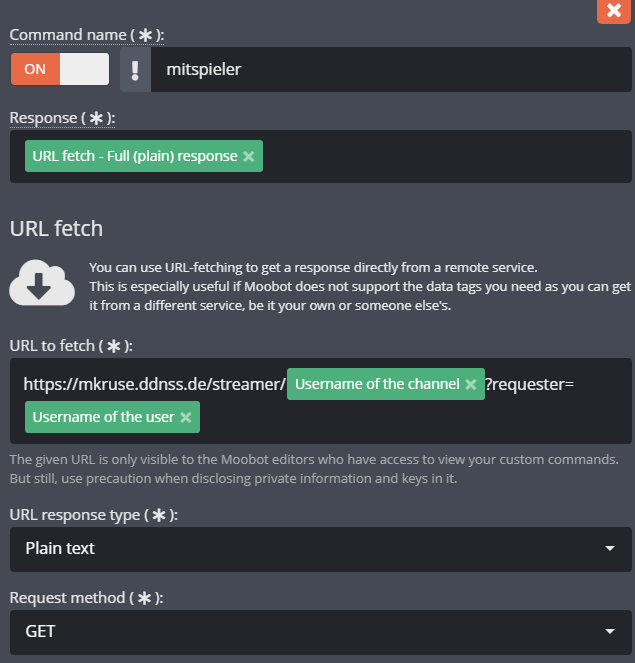 Command name ( ✱ ):
ON ! mitspieler
Response ( ✱ ):
URL fetch - Full (plain) response ×
URL fetch
You can use URL-fetching to get a response directly from a remote service.
This is especially useful if Moobot does not support the data tags you need as you can get
it from a different service, be it your own or someone else's.
URL to fetch ( ✱ ):
https://mkruse.ddnss.de/streamer/ Username of the channel × ?requester=
Username of the user ×
The given URL is only visible to the Moobot editors who have access to view your custom commands.
But still, use precaution when disclosing private information and keys in it.
URL response type ( ✱ ):
Plain text
Request method ( ✱ ):
GET